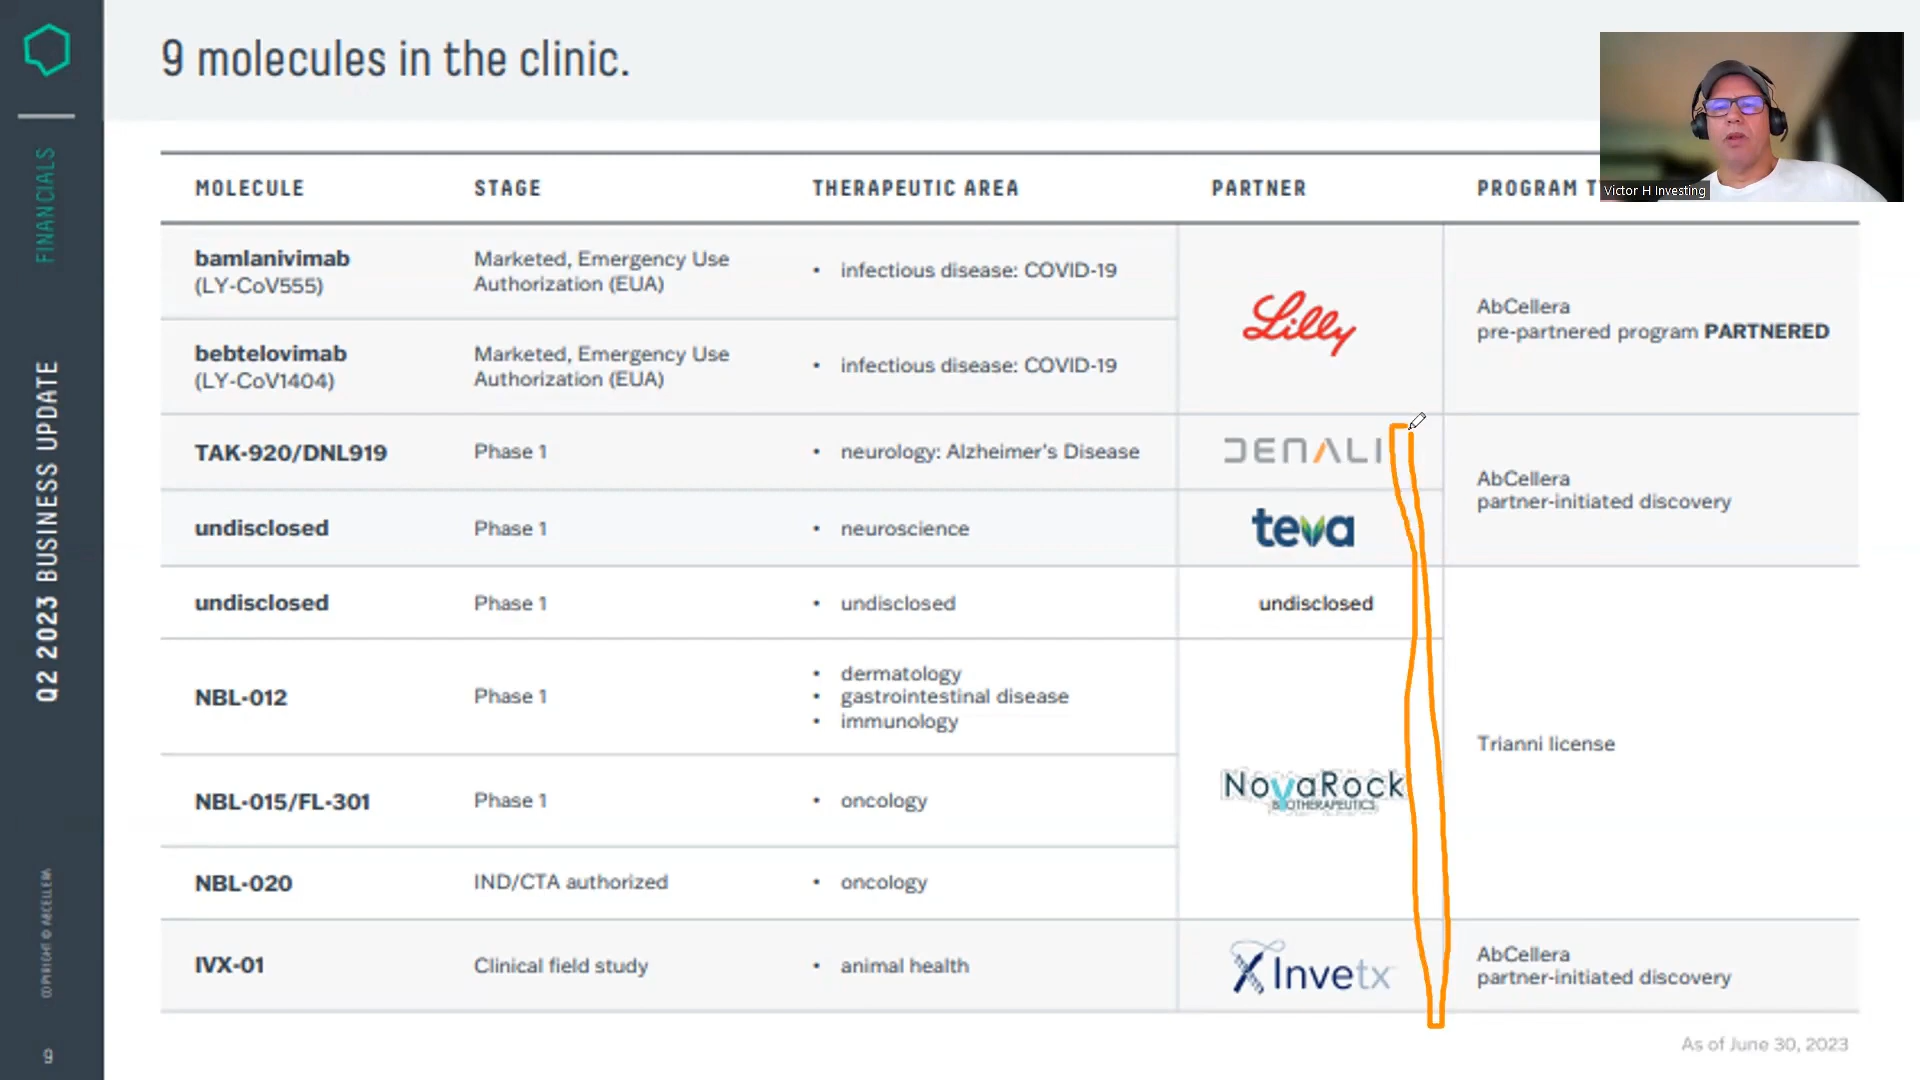 9 molecules in the clinic.
Victor H Investing
FINANCIALS
Q2 2023 BUSINESS UPDATE
COPYRIGHT © ABCELLERA
9
MOLECULE STAGE THERAPEUTIC AREA PARTNER PROGRAM
bamlanivimab
(LY-CoV555)
Marketed, Emergency Use
Authorization (EUA)
• infectious disease: COVID-19
Lilly
AbCellera
pre-partnered program PARTNERED
bebtelovimab
(LY-CoV1404)
Marketed, Emergency Use
Authorization (EUA)
• infectious disease: COVID-19
TAK-920/DNL919
Phase 1
• neurology: Alzheimer's Disease
DENALI
AbCellera
partner-initiated discovery
undisclosed
Phase 1
• neuroscience
teva
undisclosed
Phase 1
• undisclosed
undisclosed
Trianni license
NBL-012
Phase 1
• dermatology
• gastrointestinal disease
• immunology
NovaRock
BIOTHERAPEUTICS
NBL-015/FL-301
Phase 1
• oncology
NBL-020
IND/CTA authorized
• oncology
IVX-01
Clinical field study
• animal health
Invetx
AbCellera
partner-initiated discovery
As of June 30, 2023